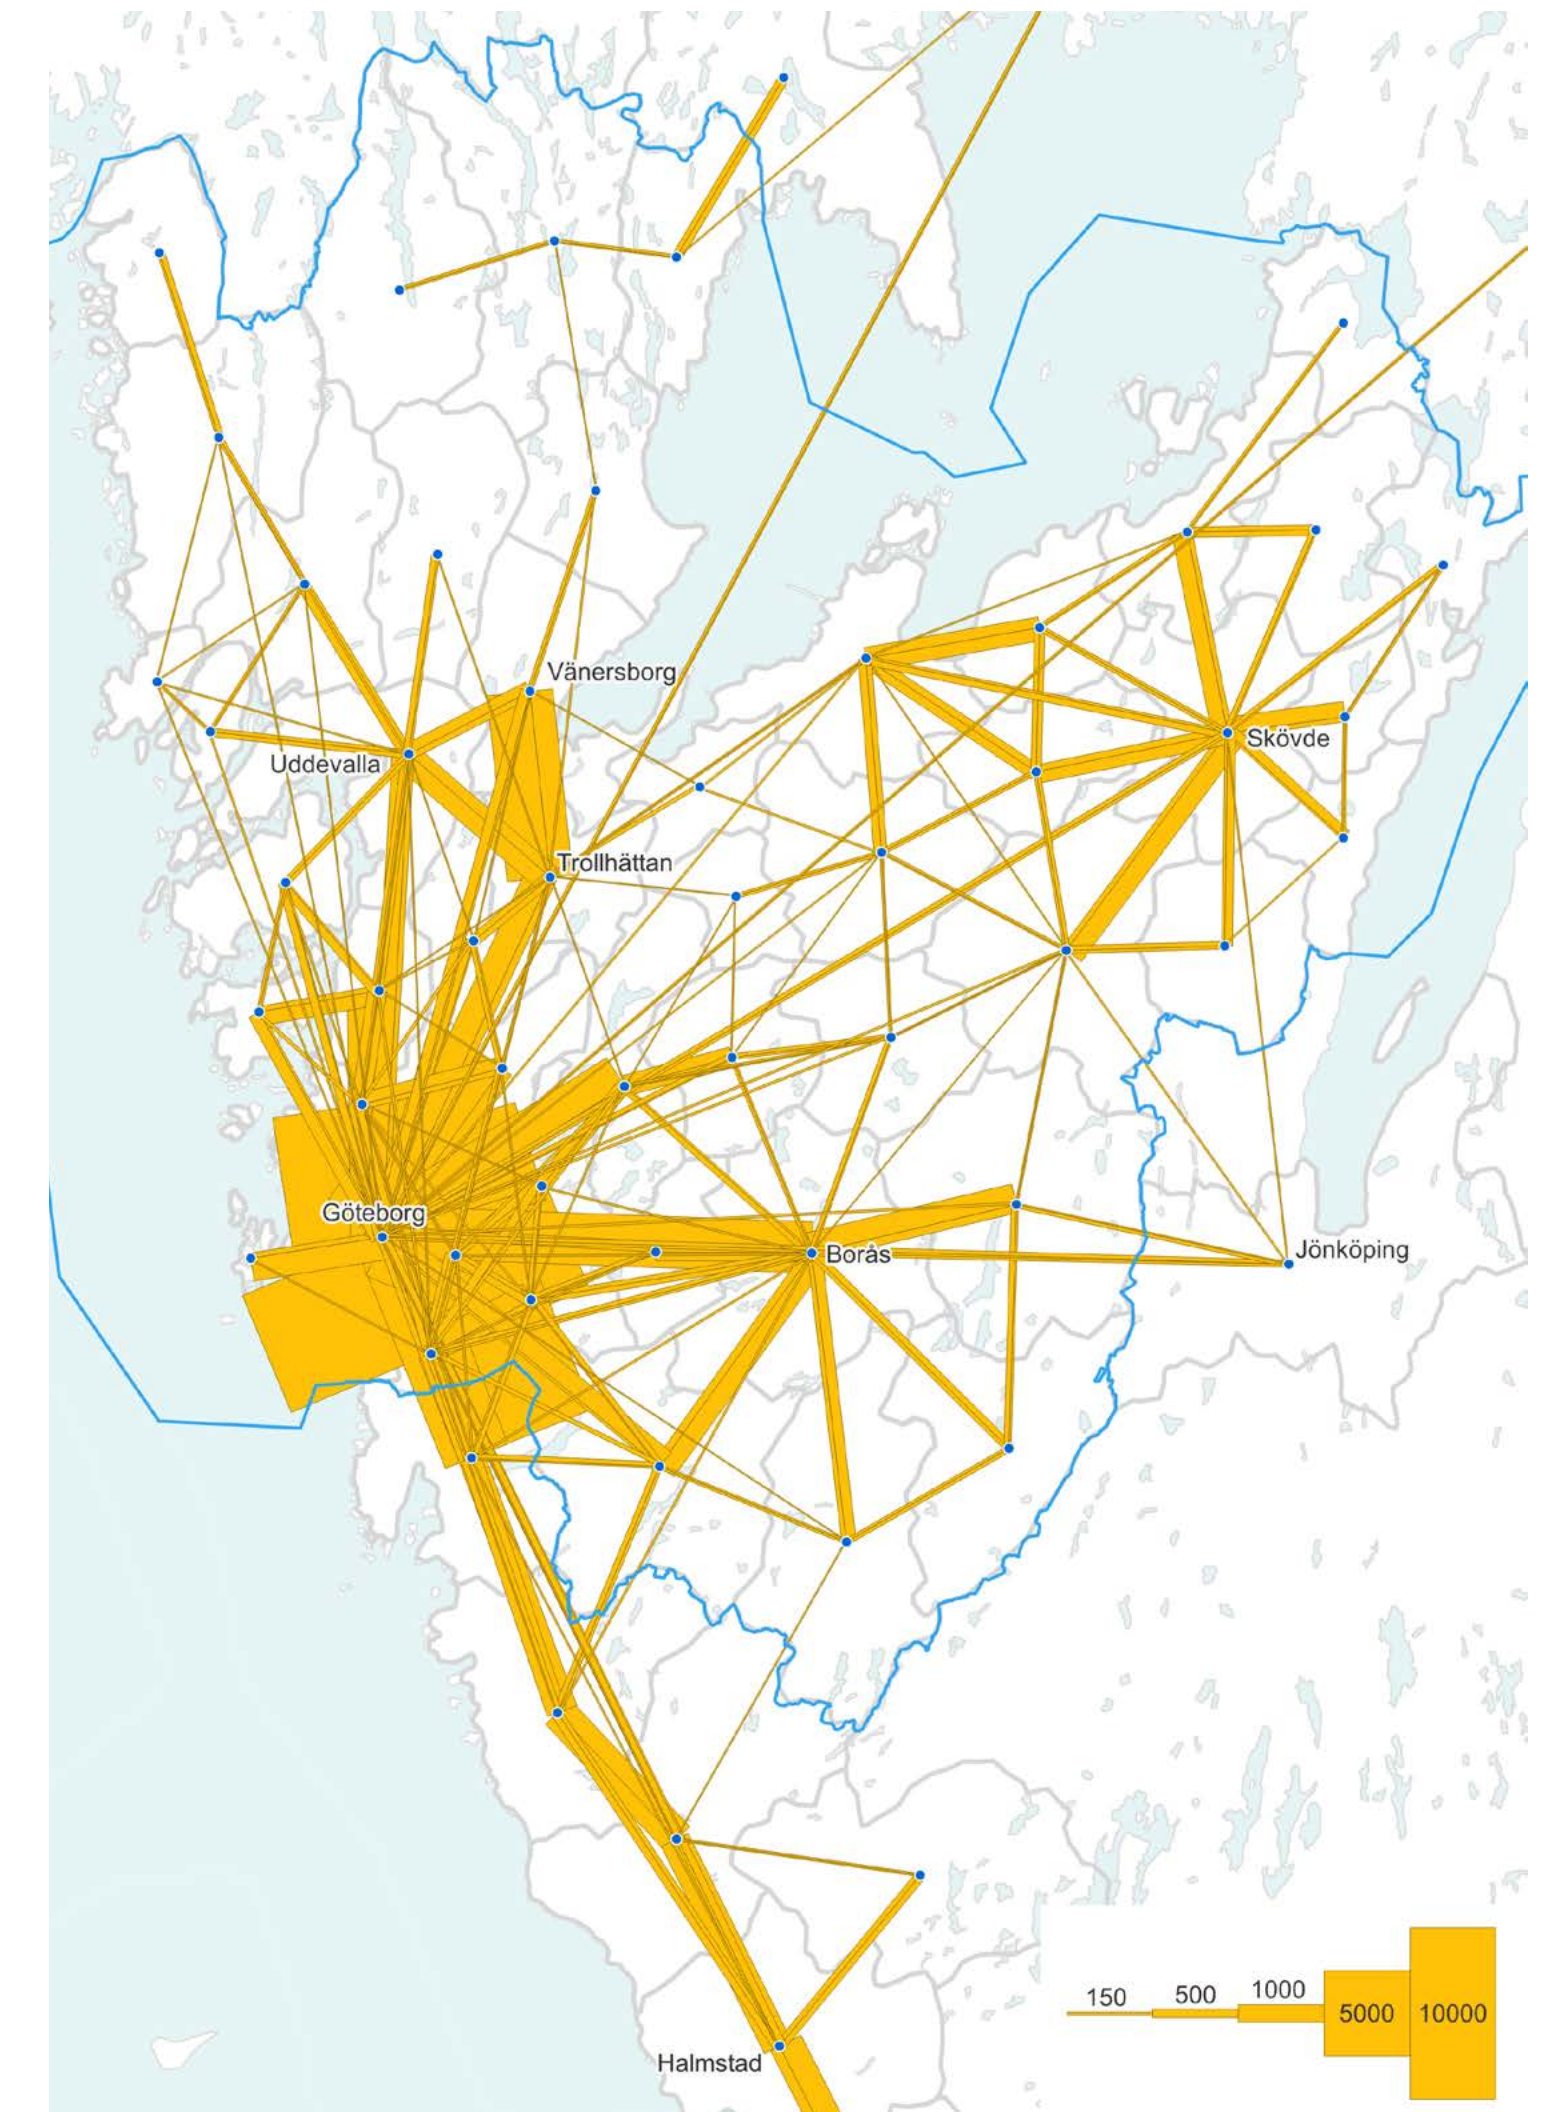 Vänersborg
Skövde
Uddevalla
Trollhättan
Göteborg
Jönköping
Borås
150
500
1000
5000
10000
Halmstad